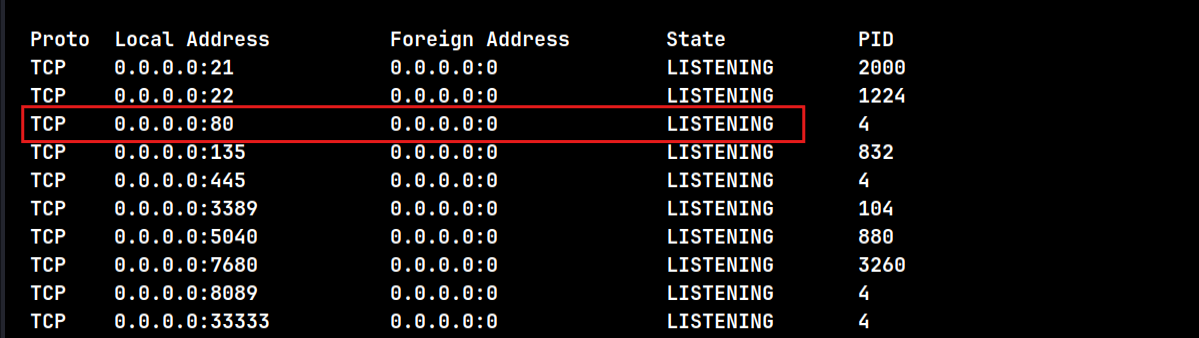 Proto  Local Address          Foreign Address        State           PID
TCP    0.0.0.0:21             0.0.0.0:0              LISTENING       2000
TCP    0.0.0.0:22             0.0.0.0:0              LISTENING       1224
TCP    0.0.0.0:80             0.0.0.0:0              LISTENING       4
TCP    0.0.0.0:135            0.0.0.0:0              LISTENING       832
TCP    0.0.0.0:445            0.0.0.0:0              LISTENING       4
TCP    0.0.0.0:3389           0.0.0.0:0              LISTENING       104
TCP    0.0.0.0:5040           0.0.0.0:0              LISTENING       880
TCP    0.0.0.0:7680           0.0.0.0:0              LISTENING       3260
TCP    0.0.0.0:8089           0.0.0.0:0              LISTENING       4
TCP    0.0.0.0:33333          0.0.0.0:0              LISTENING       4